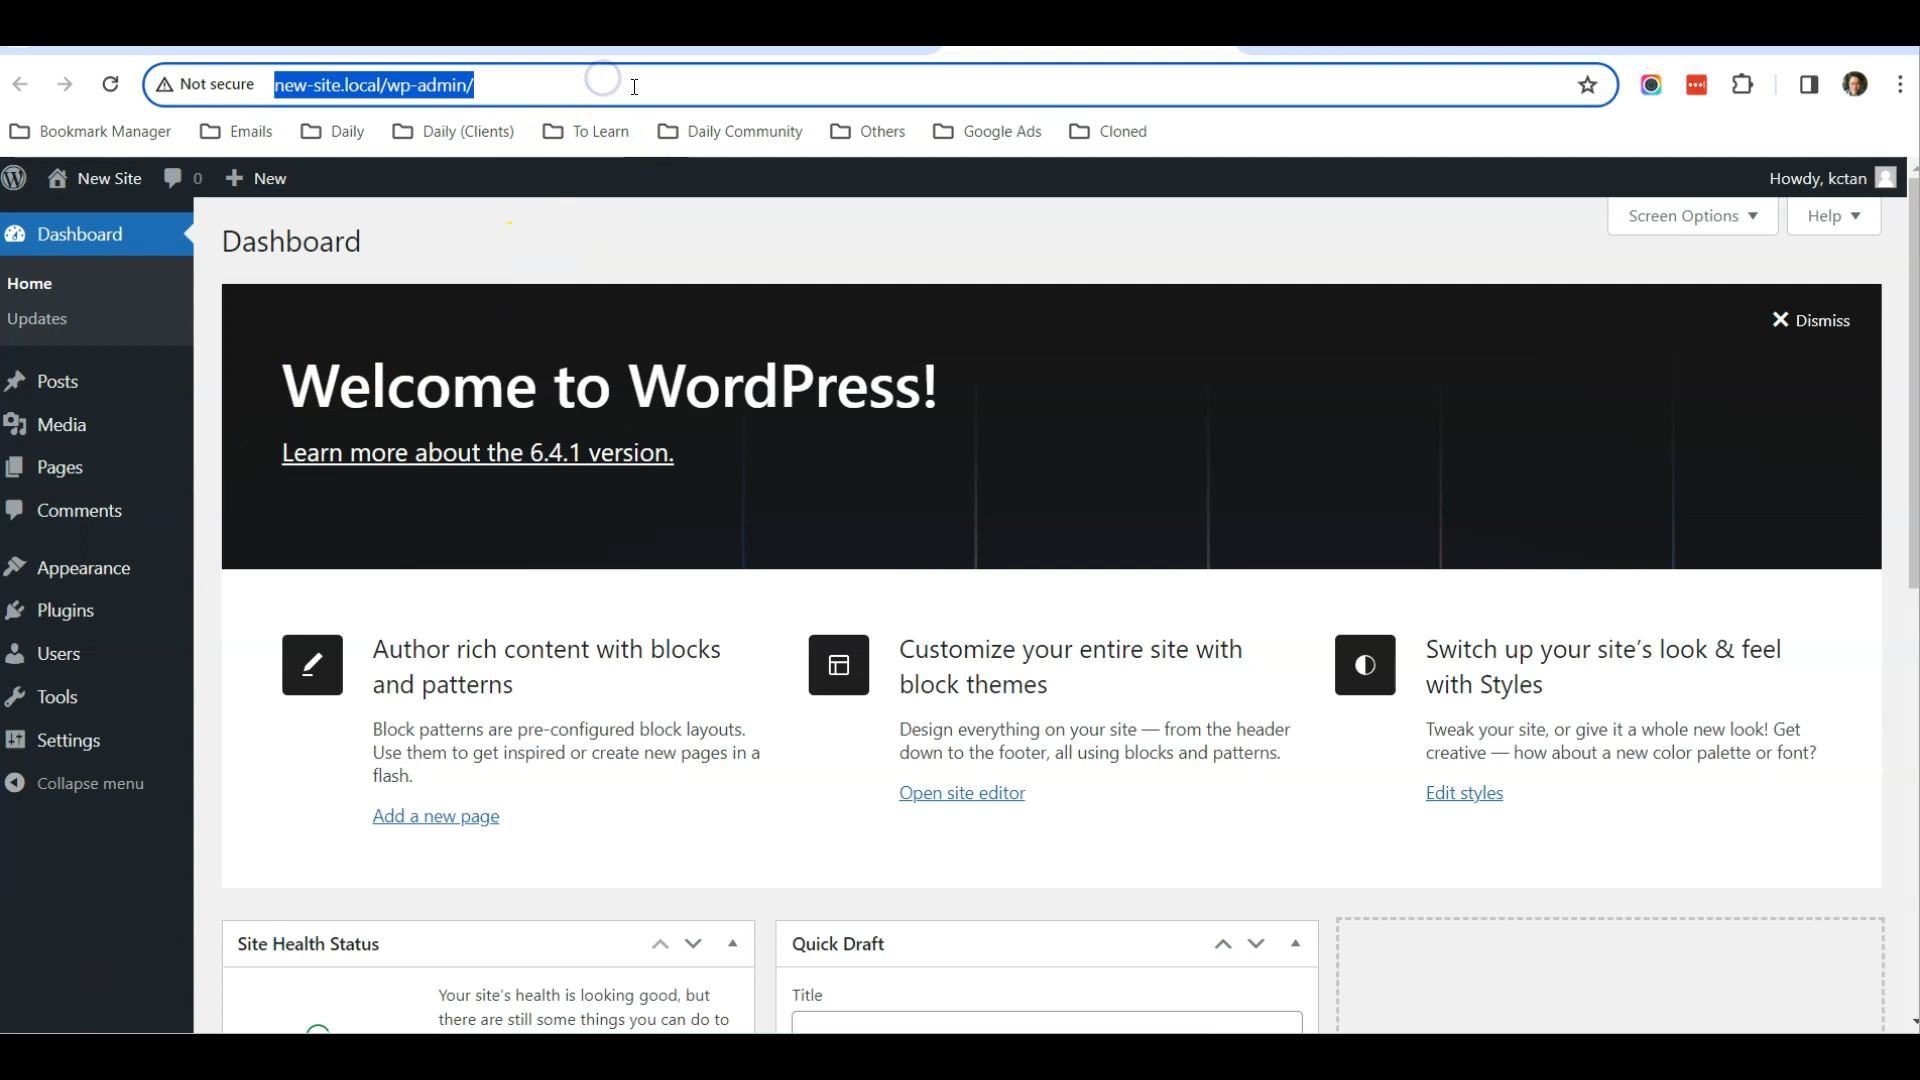 Not secure new-site.local/wp-admin/
Bookmark Manager Emails Daily Daily (Clients) To Learn Daily Community Others Google Ads Cloned
New Site 0 New Howdy, kctan
Screen Options Help
Dashboard
Home
Updates
Posts
Media
Pages
Comments
Appearance
Plugins
Users
Tools
Settings
Collapse menu
Dashboard
Dismiss
Welcome to WordPress!
Learn more about the 6.4.1 version.
Author rich content with blocks
and patterns
Block patterns are pre-configured block layouts.
Use them to get inspired or create new pages in a
flash.
Add a new page
Customize your entire site with
block themes
Design everything on your site — from the header
down to the footer, all using blocks and patterns.
Open site editor
Switch up your site’s look & feel
with Styles
Tweak your site, or give it a whole new look! Get
creative — how about a new color palette or font?
Edit styles
Site Health Status
Your site’s health is looking good, but
there are still some things you can do to
Quick Draft
Title